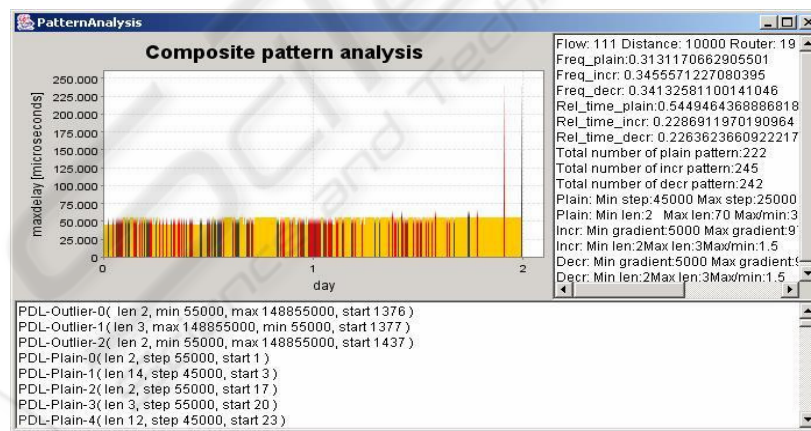 PatternAnalysis
Composite pattern analysis
maxdelay [microseconds]
250.000
225.000
200.000
175.000
150.000
125.000
100.000
75.000
50.000
25.000
0
0 1 2
day
Flow: 111 Distance: 10000 Router: 19
Freq_plain:0.3131170662905501
Freq_incr: 0.3455571227080395
Freq_decr: 0.34132581100141046
Rel_time_plain:0.5449464368886818
Rel_time_incr: 0.2286911970190964
Rel_time_decr: 0.2263623660922217
Total number of plain pattern:222
Total number of incr pattern:245
Total number of decr pattern:242
Plain: Min step:45000 Max step:25000
Plain: Min len:2 Max len:70 Max/min:3
Incr: Min gradient:5000 Max gradient:9
Incr: Min len:2Max len:3Max/min:1.5
Decr: Min gradient:5000 Max gradient:
Decr: Min len:2Max len:3Max/min:1.5
PDL-Outlier-0( len 2, min 55000, max 148855000, start 1376 )
PDL-Outlier-1( len 3, max 148855000, min 55000, start 1377 )
PDL-Outlier-2( len 2, min 55000, max 148855000, start 1437 )
PDL-Plain-0( len 2, step 55000, start 1 )
PDL-Plain-1( len 14, step 45000, start 3 )
PDL-Plain-2( len 2, step 55000, start 17 )
PDL-Plain-3( len 3, step 55000, start 20 )
PDL-Plain-4( len 12, step 45000, start 23 )